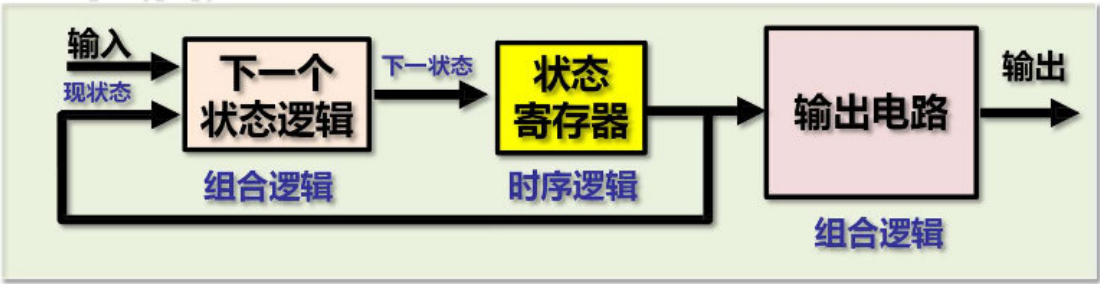 输入
现状态
下一个
状态逻辑
组合逻辑
下一状态
状态
寄存器
时序逻辑
输出电路
组合逻辑
输出